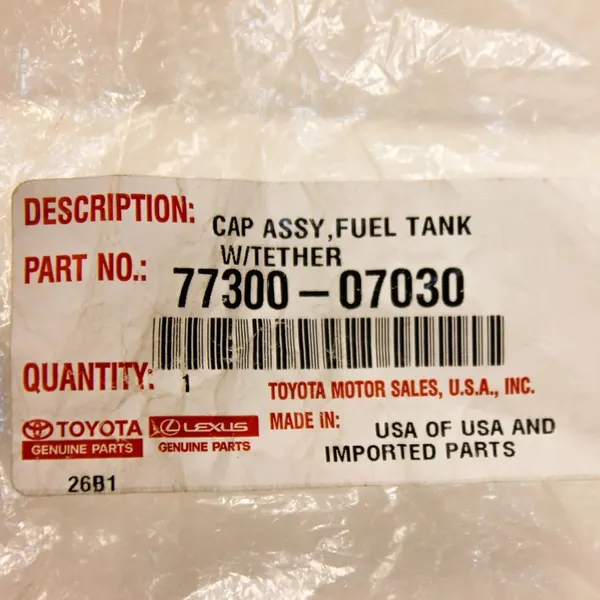 DESCRIPTION: CAP ASSY,FUEL TANK
W/TETHER
PART NO.: 77300-07030
QUANTITY: 1
TOYOTA MOTOR SALES, U.S.A., INC.
TOYOTA
GENUINE PARTS
LEXUS
GENUINE PARTS
MADE IN: USA OF USA AND
IMPORTED PARTS
26B1